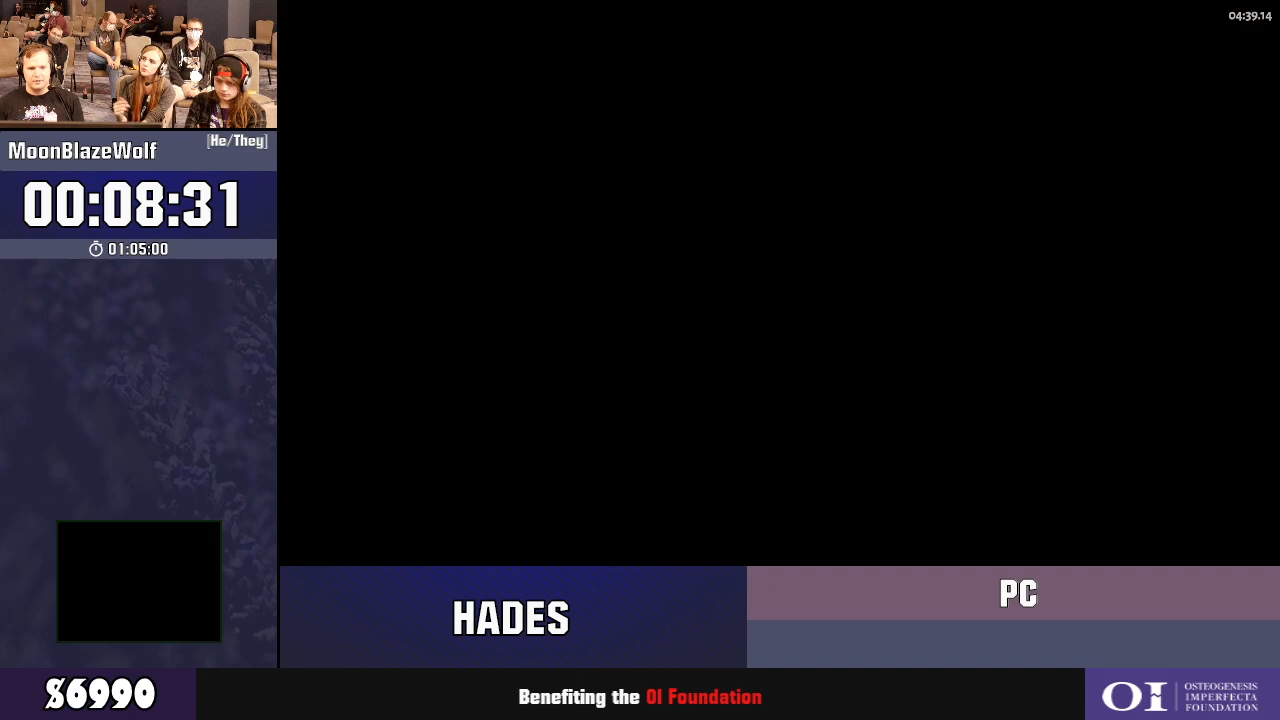 04:39.14
MoonBlazeWolf
[He/They]
00:08:31
01:05:00
HADES
PC
$6990
Benefiting the OI Foundation
OI
OSTEOGENESIS
IMPERFECTA
FOUNDATION